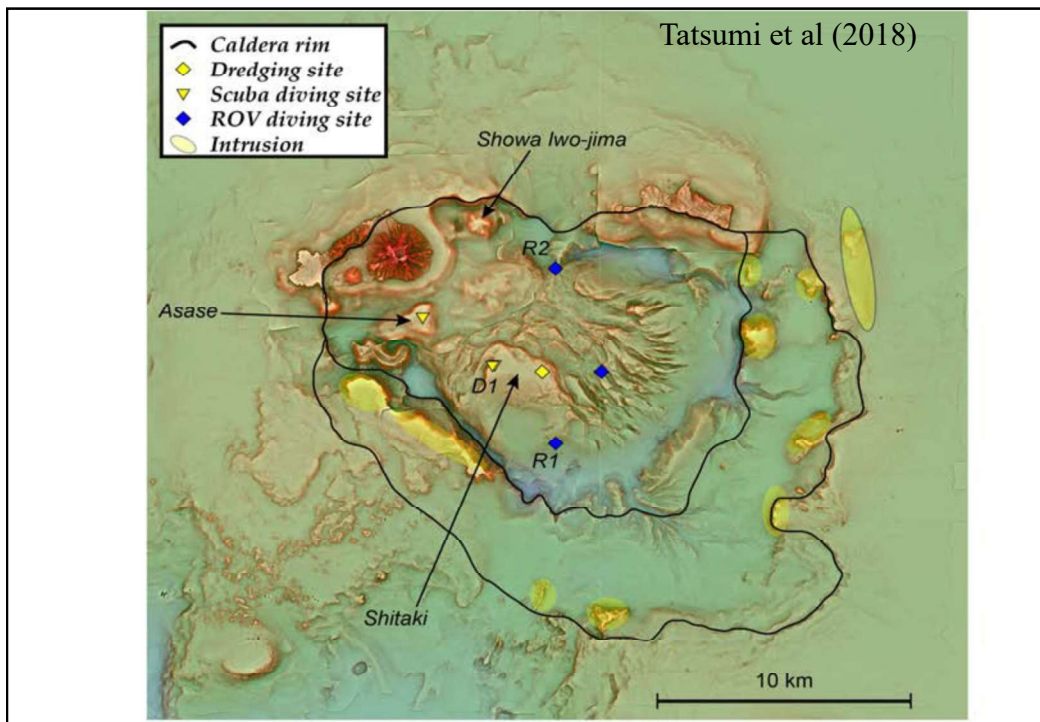 Tatsumi et al (2018)
Caldera rim
Dredging site
Scuba diving site
ROV diving site
Intrusion
Showa Iwo-jima
R2
Asase
D1
R1
Shitaki
10 km